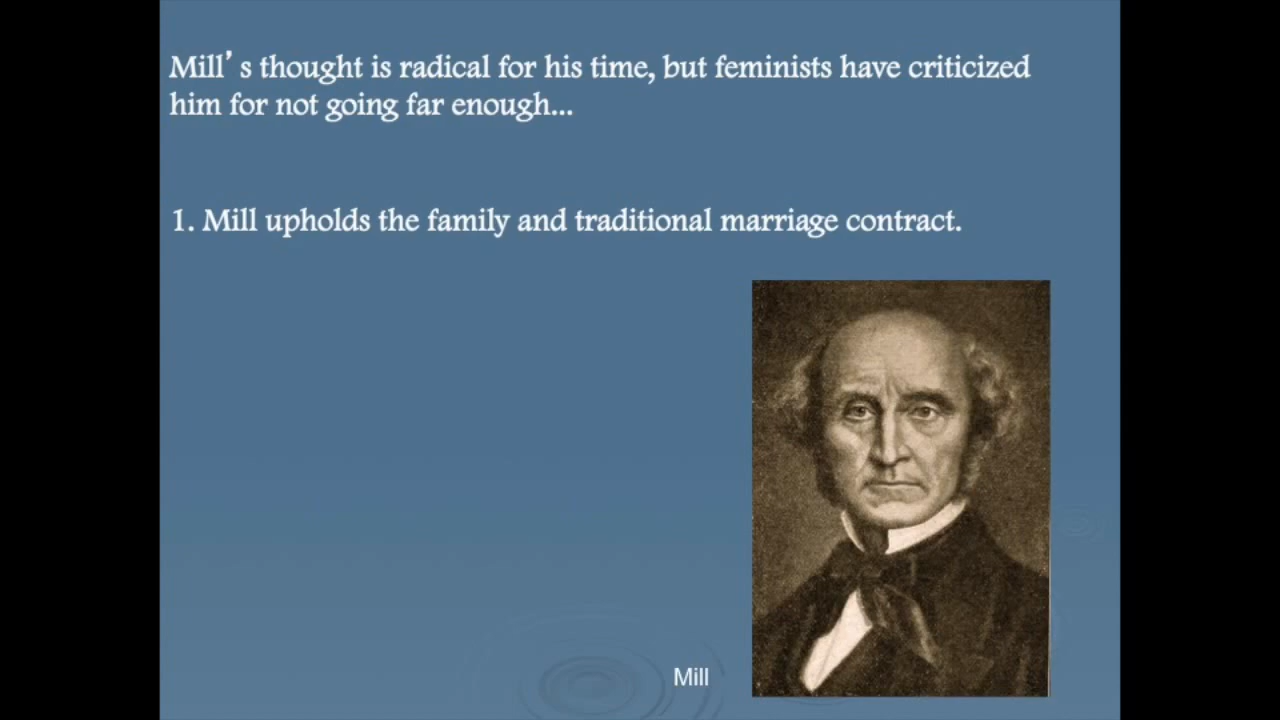 Mill’s thought is radical for his time, but feminists have criticized
him for not going far enough...
1. Mill upholds the family and traditional marriage contract.
Mill